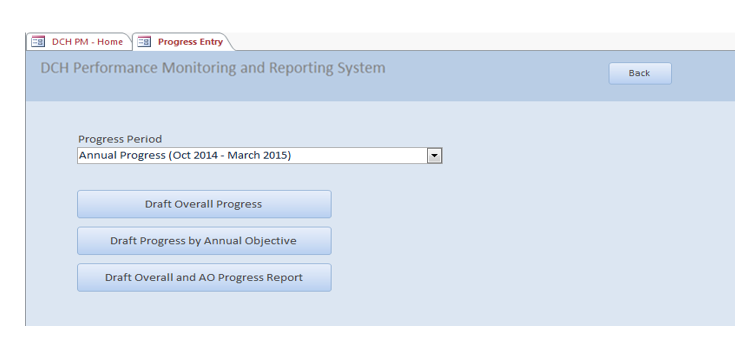 DCH PM - Home Progress Entry
DCH Performance Monitoring and Reporting System
Back
Progress Period
Annual Progress (Oct 2014 - March 2015)
Draft Overall Progress
Draft Progress by Annual Objective
Draft Overall and AO Progress Report